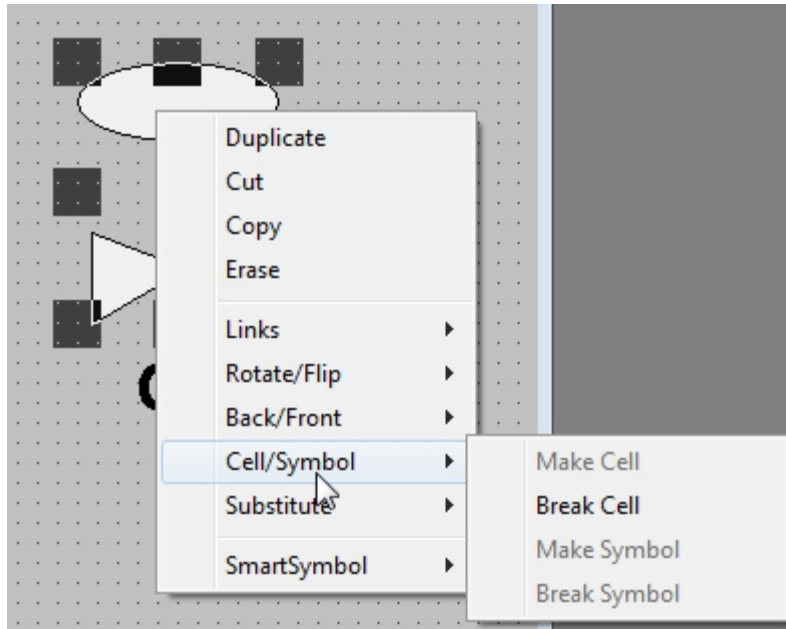 Duplicate
Cut
Copy
Erase
Links
Rotate/Flip
Back/Front
Cell/Symbol
Substitute
SmartSymbol
Make Cell
Break Cell
Make Symbol
Break Symbol